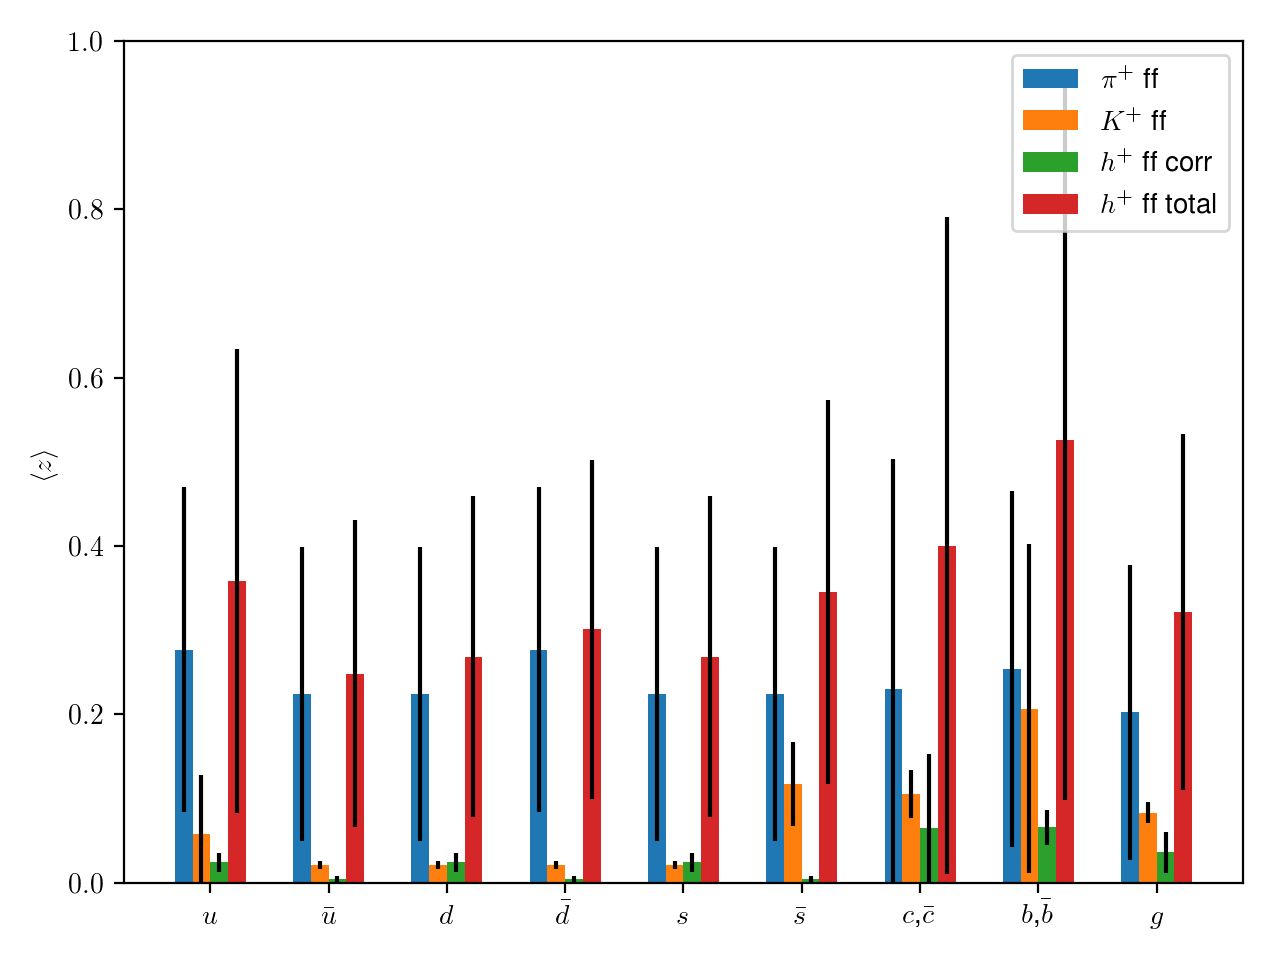 1.0
0.8
0.6
0.4
0.2
0.0
⟨z⟩
π⁺ ff
K⁺ ff
h⁺ ff corr
h⁺ ff total
u ū d d̄ s s̄ c,c̄ b,b̄ g